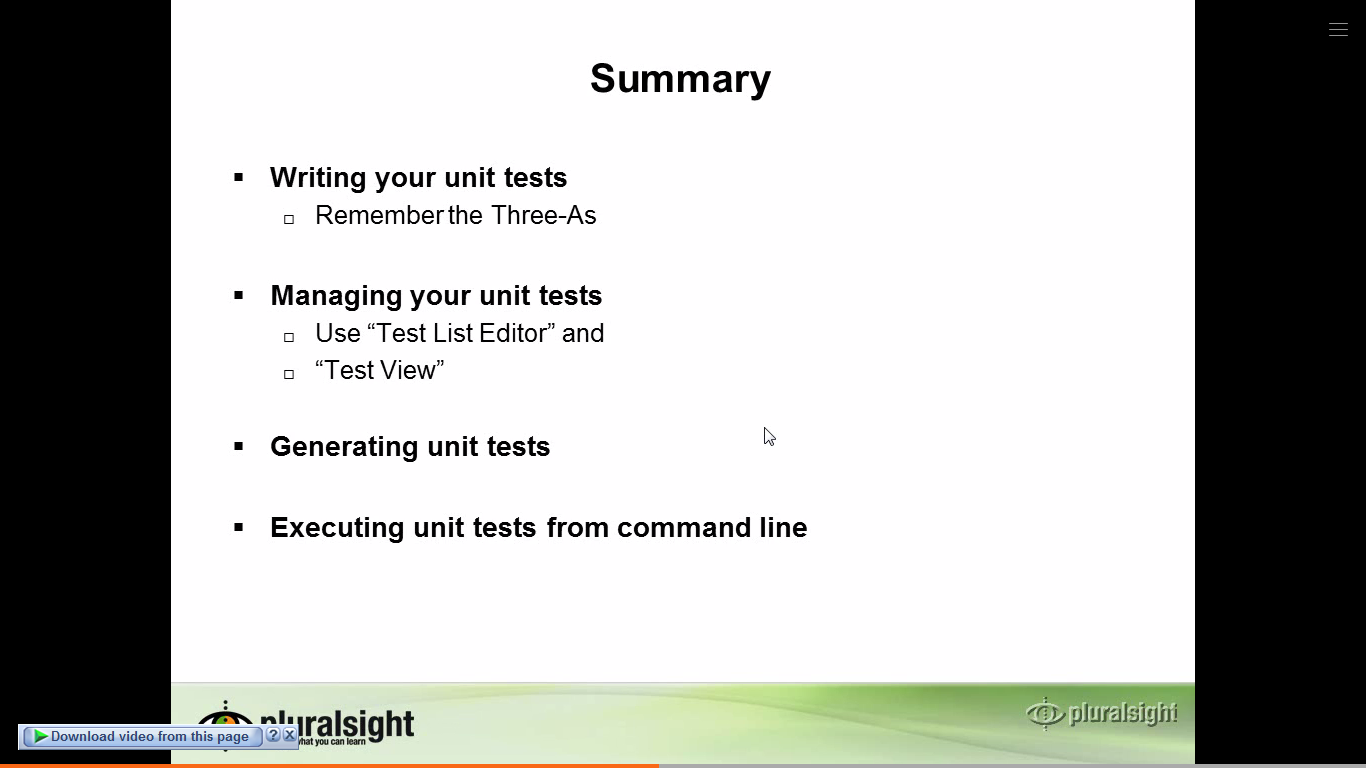 Summary
Writing your unit tests
Remember the Three-As
Managing your unit tests
Use “Test List Editor” and
“Test View”
Generating unit tests
Executing unit tests from command line
pluralsight
what you can learn
Download video from this page
?
pluralsight